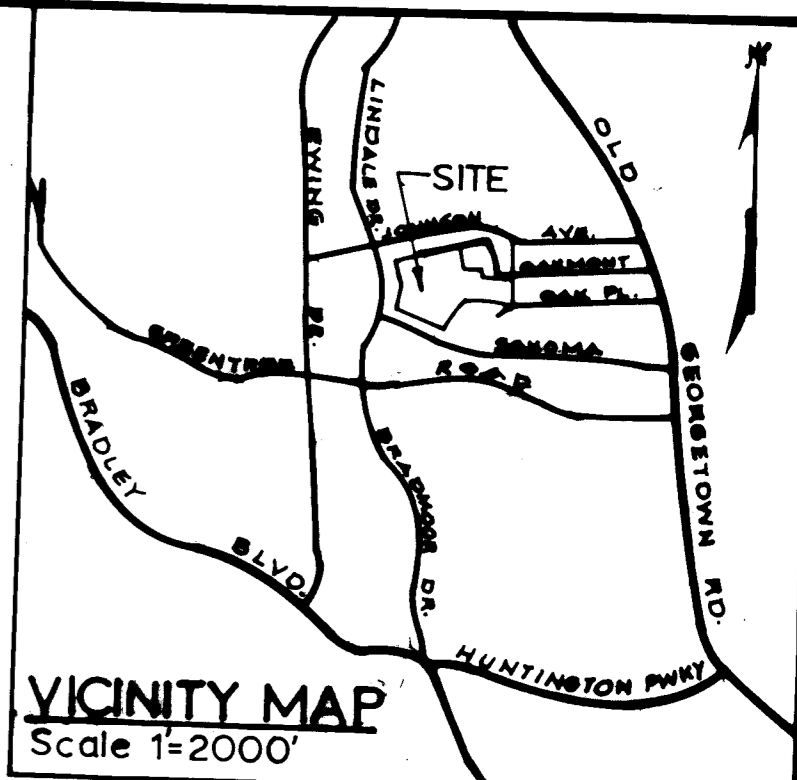 LINDALE DR.
EWING DR.
OLD
SITE
JOHNSON AVE.
OAKMONT
OAK PL.
SONOMA
GREENTREE ROAD
GEORGETOWN RD.
BRADLEY BLVD.
BRADMOOR DR.
HUNTINGTON PWKY
VICINITY MAP
Scale 1"=2000'